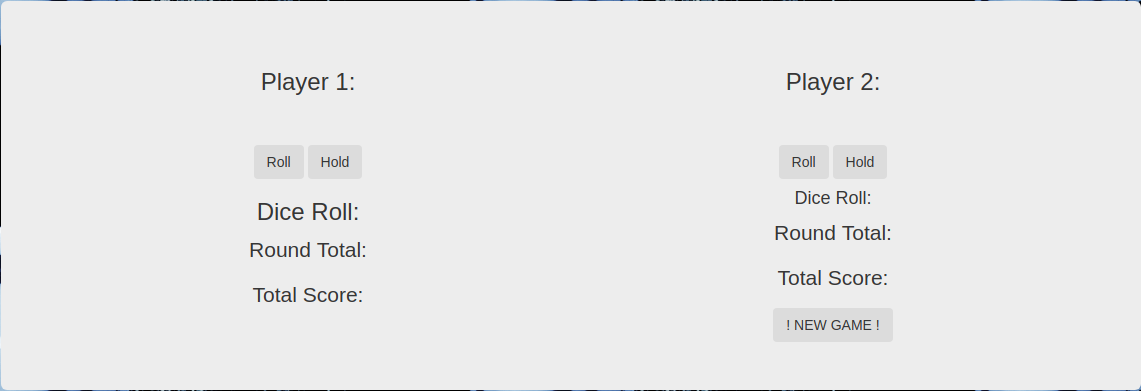 Player 1:
Roll Hold
Dice Roll:
Round Total:
Total Score:
Player 2:
Roll Hold
Dice Roll:
Round Total:
Total Score:
! NEW GAME !